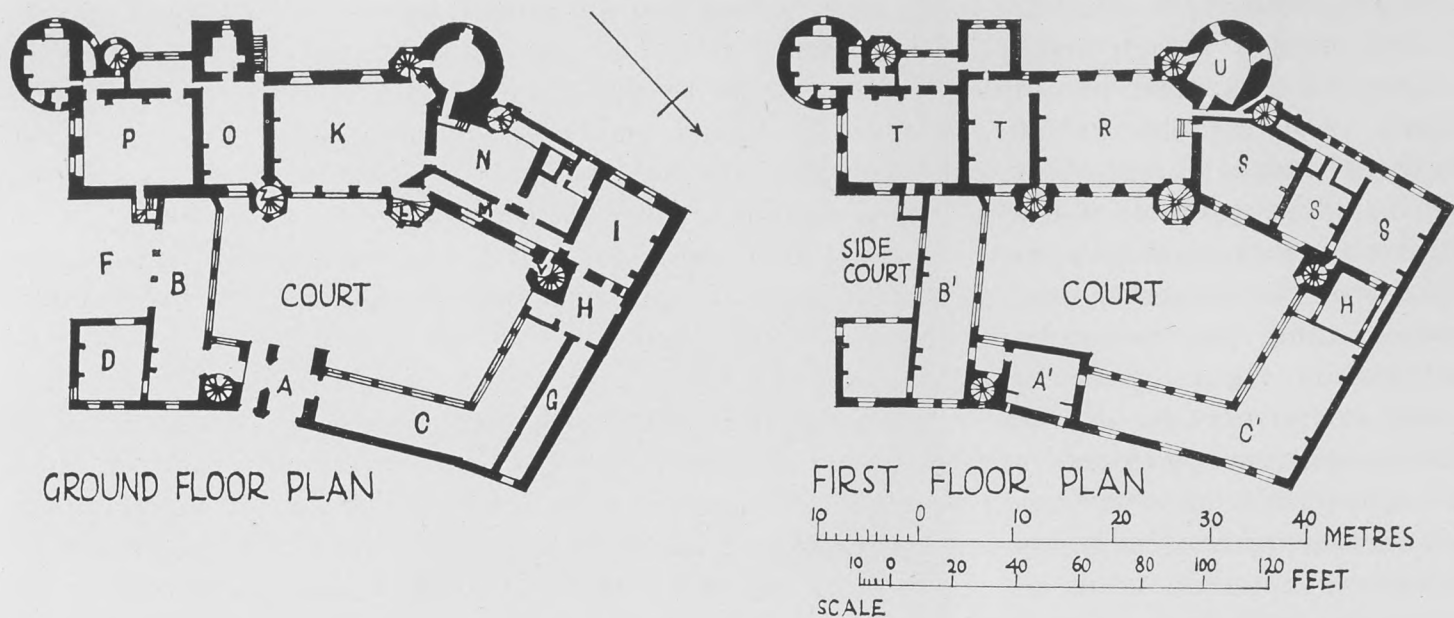 P
O
K
N
M
E
Z
I
F
B
COURT
Y
H
D
A
C
G
GROUND FLOOR PLAN
U
T
T
R
S
S
S
SIDE
COURT
B'
COURT
H
A'
C'
FIRST FLOOR PLAN
10 0 10 20 30 40 METRES
10 0 20 40 60 80 100 120 FEET
SCALE